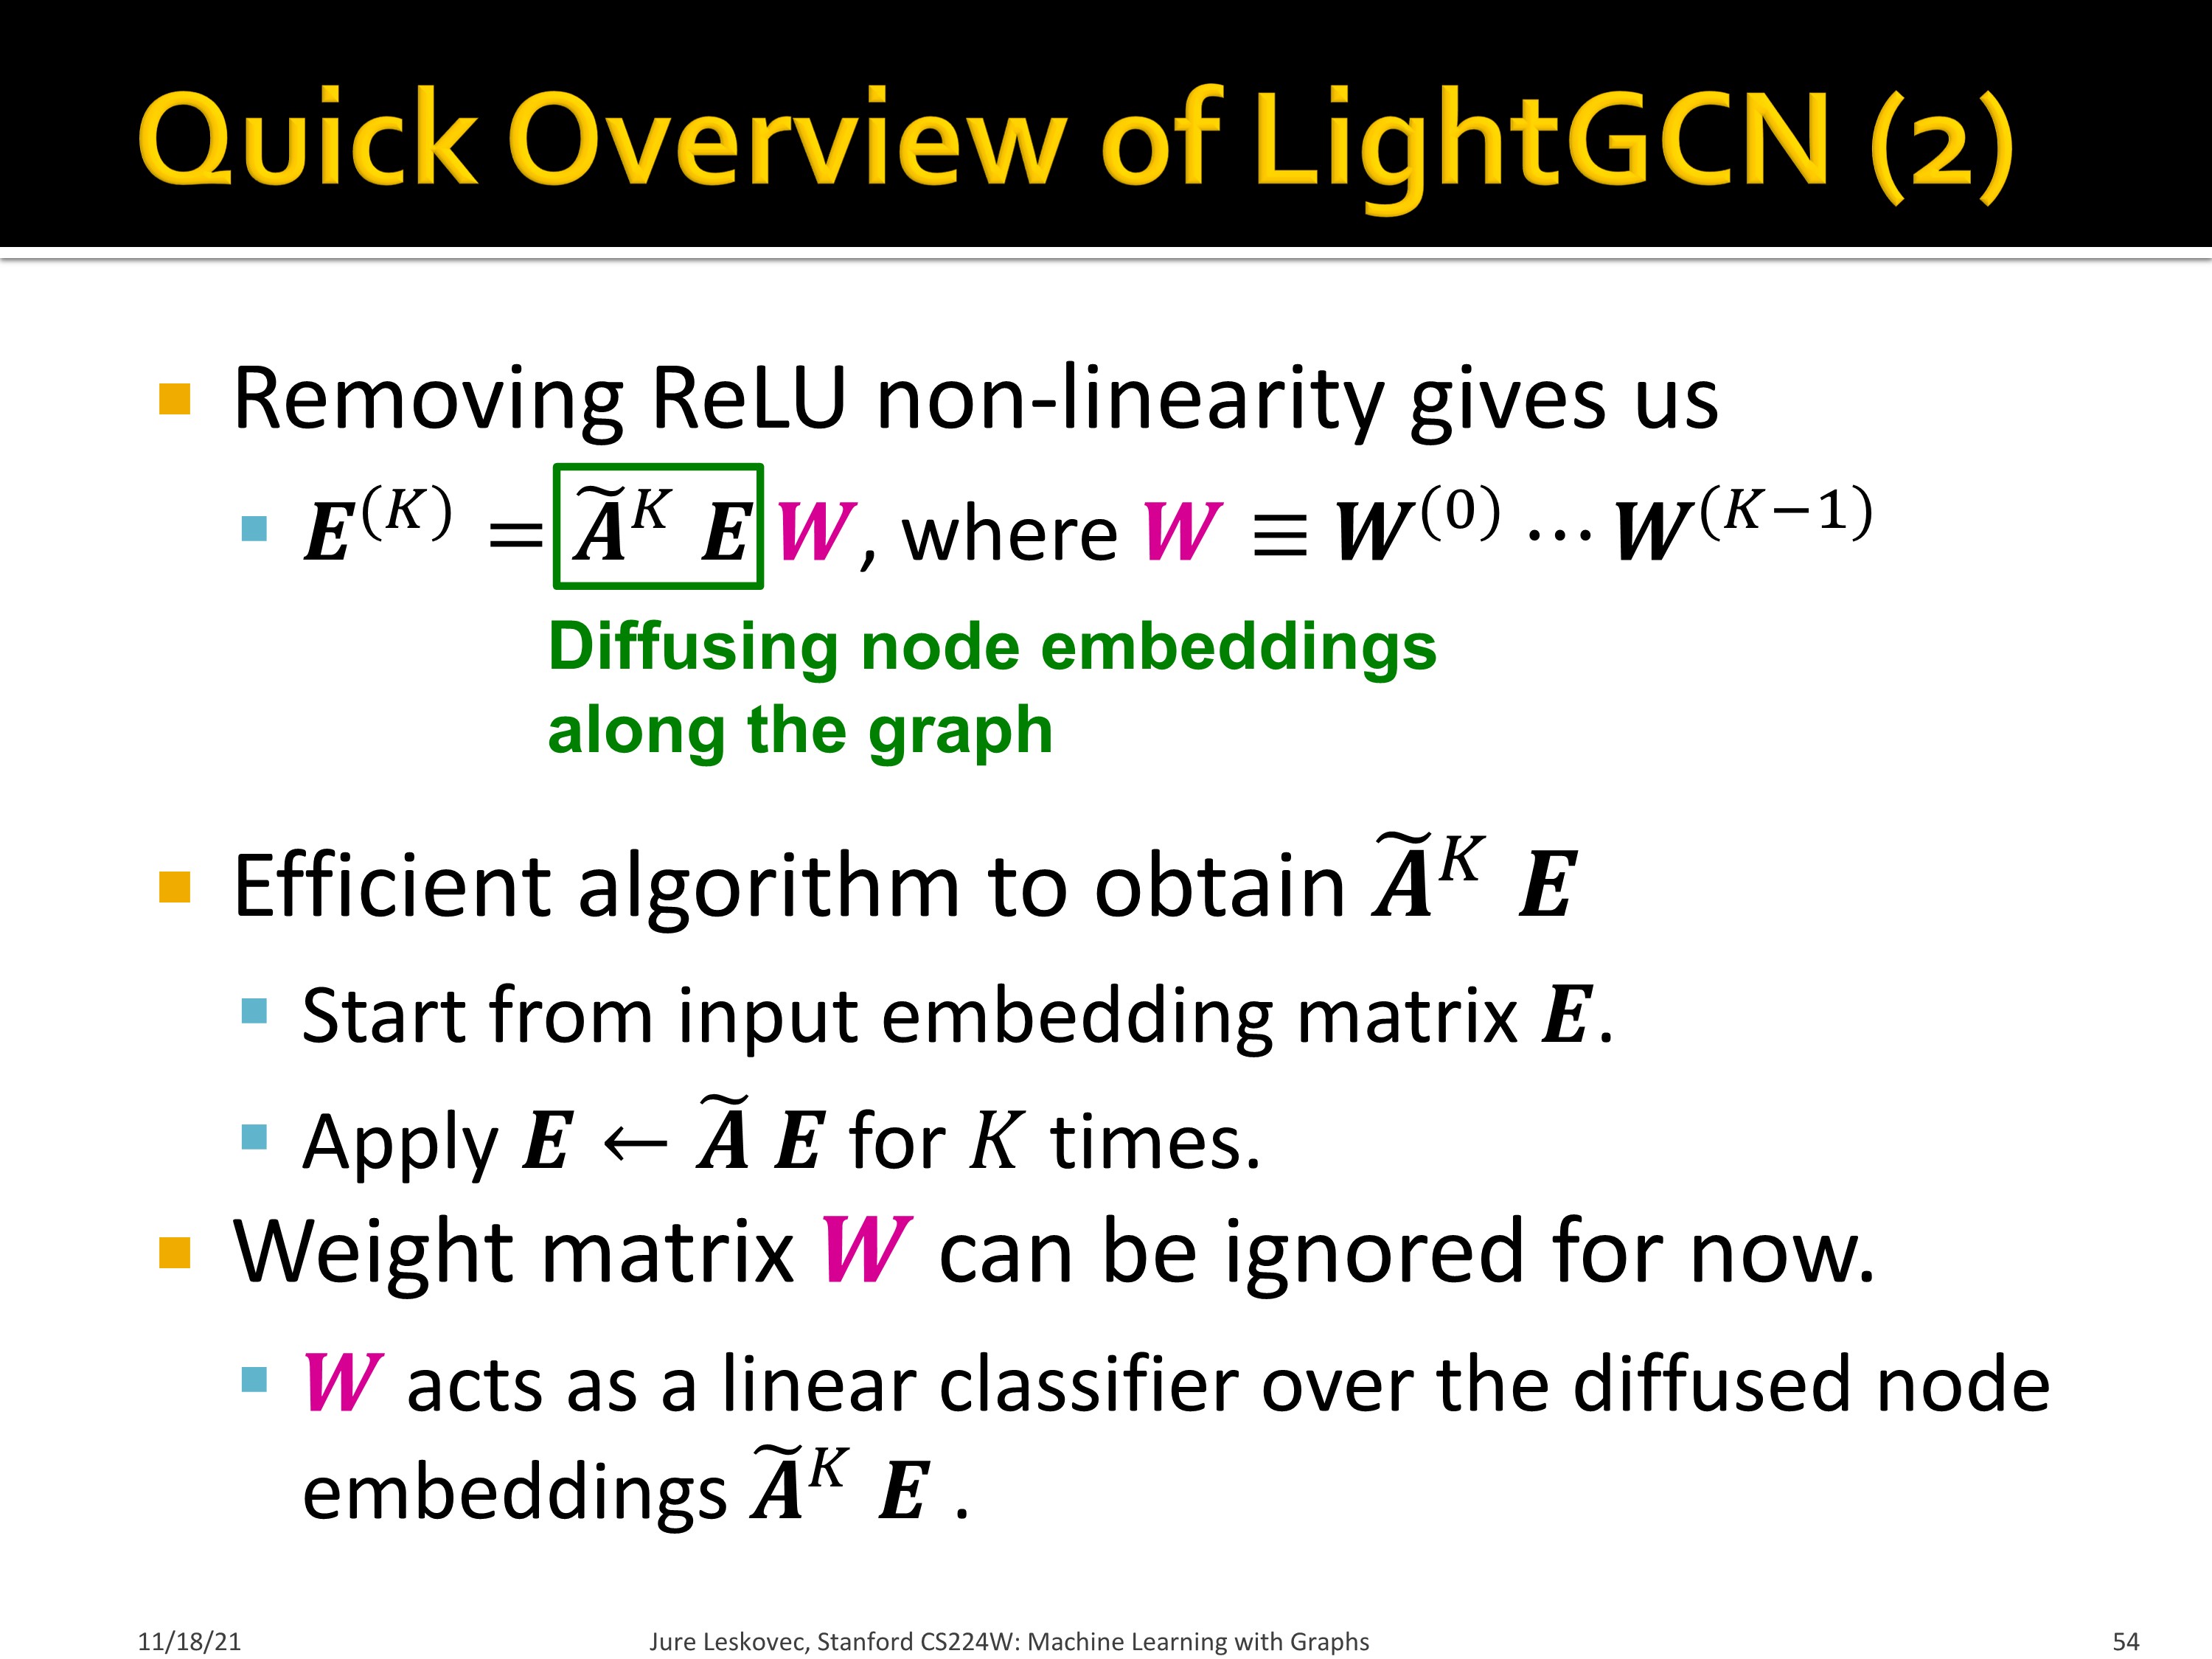 Quick Overview of LightGCN (2)
Removing ReLU non-linearity gives us
𝑬⁽ᴷ⁾ = 𝑨̃ᴷ 𝑬 𝑾, where 𝑾 ≡ 𝑾⁽⁰⁾ ⋯ 𝑾⁽ᴷ⁻¹⁾
Diffusing node embeddings
along the graph
Efficient algorithm to obtain 𝑨̃ᴷ 𝑬
Start from input embedding matrix 𝑬.
Apply 𝑬 ← 𝑨̃ 𝑬 for 𝐾 times.
Weight matrix 𝑾 can be ignored for now.
𝑾 acts as a linear classifier over the diffused node
embeddings 𝑨̃ᴷ 𝑬 .
11/18/21 Jure Leskovec, Stanford CS224W: Machine Learning with Graphs 54